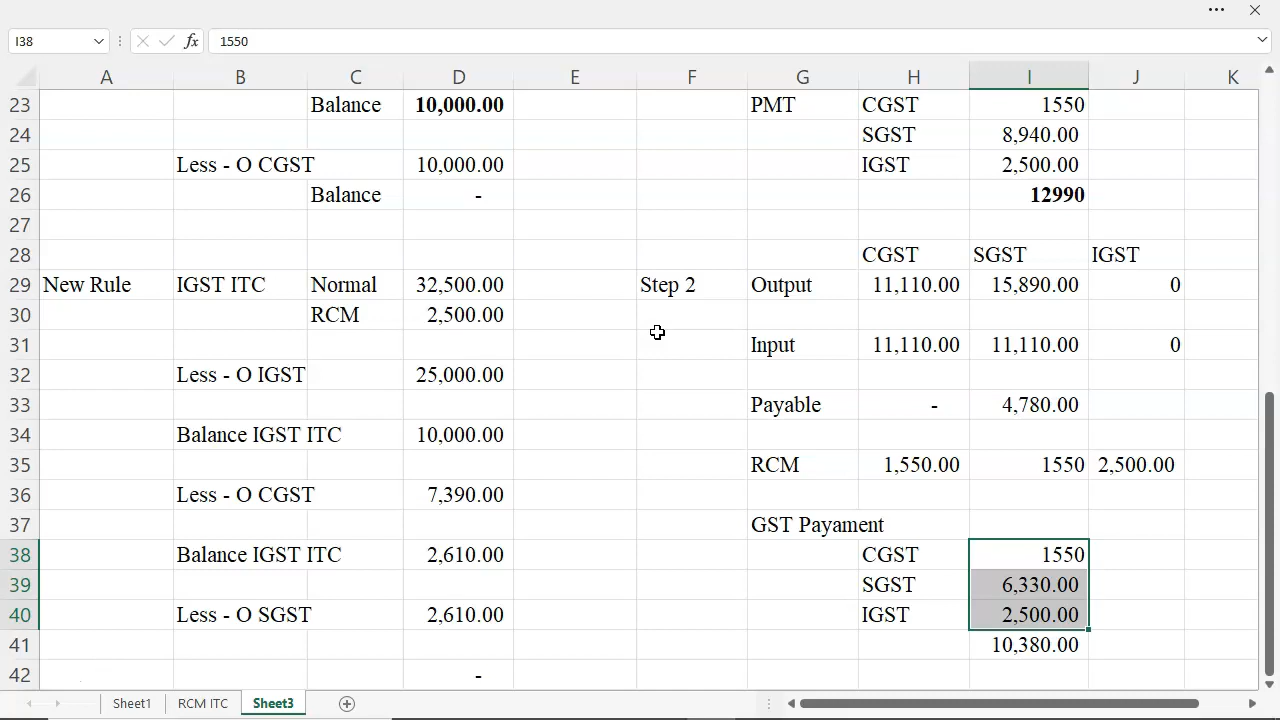 I38 fx 1550
A B C D E F G H I J K
23 Balance 10,000.00 PMT CGST 1550
24 SGST 8,940.00
25 Less - O CGST 10,000.00 IGST 2,500.00
26 Balance - 12990
27
28 CGST SGST IGST
29 New Rule IGST ITC Normal 32,500.00 Step 2 Output 11,110.00 15,890.00 0
30 RCM 2,500.00
31 Input 11,110.00 11,110.00 0
32 Less - O IGST 25,000.00
33 Payable - 4,780.00
34 Balance IGST ITC 10,000.00
35 RCM 1,550.00 1550 2,500.00
36 Less - O CGST 7,390.00
37 GST Payament
38 Balance IGST ITC 2,610.00 CGST 1550
39 SGST 6,330.00
40 Less - O SGST 2,610.00 IGST 2,500.00
41 10,380.00
42 -
Sheet1 RCM ITC Sheet3